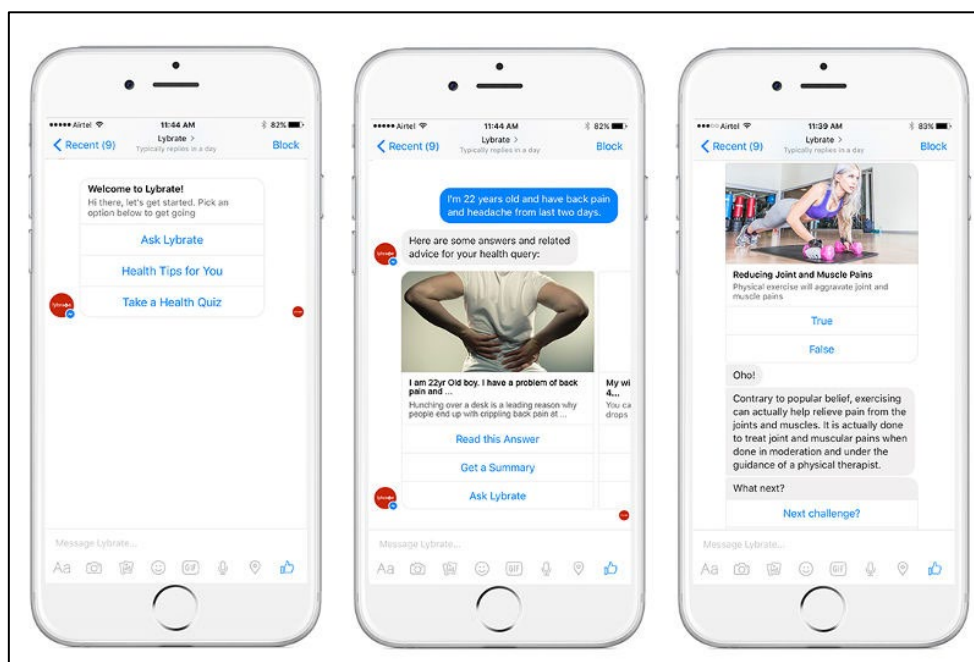 Airtel
11:44 AM
82%
Recent (9)
Lybrate >
Typically replies in a day
Block
Welcome to Lybrate!
Hi there, let's get started. Pick an
option below to get going
Ask Lybrate
Health Tips for You
Take a Health Quiz
Message Lybrate...
Aa
GIF
Airtel
11:44 AM
82%
Recent (9)
Lybrate >
Typically replies in a day
Block
I'm 22 years old and have back pain
and headache from last two days.
Here are some answers and related
advice for your health query:
I am 22yr Old boy. I have a problem of back
pain and ...
Hunching over a desk is a leading reason why
people end up with crippling back pain at ...
Read this Answer
Get a Summary
Ask Lybrate
My wi
4...
You ca
drops
Message Lybrate...
Aa
GIF
Airtel
11:39 AM
83%
Recent (9)
Lybrate >
Typically replies in a day
Block
Reducing Joint and Muscle Pains
Physical exercise will aggravate joint and
muscle pains
True
False
Oho!
Contrary to popular belief, exercising
can actually help relieve pain from the
joints and muscles. It is actually done
to treat joint and muscular pains when
done in moderation and under the
guidance of a physical therapist.
What next?
Next challenge?
Message Lybrate...
Aa
GIF